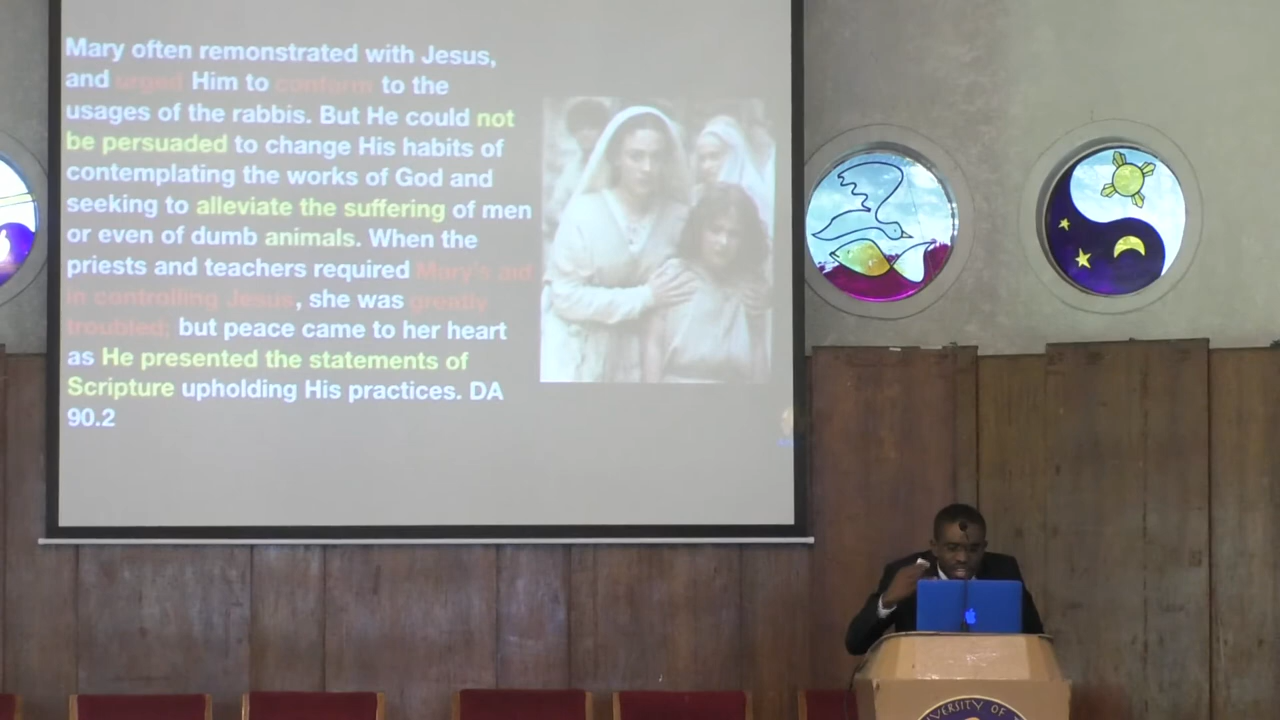 Mary often remonstrated with Jesus,
and urged Him to conform to the
usages of the rabbis. But He could not
be persuaded to change His habits of
contemplating the works of God and
seeking to alleviate the suffering of men
or even of dumb animals. When the
priests and teachers required Mary's aid
in controlling Jesus, she was greatly
troubled; but peace came to her heart
as He presented the statements of
Scripture upholding His practices. DA
90.2
VERSITY OF